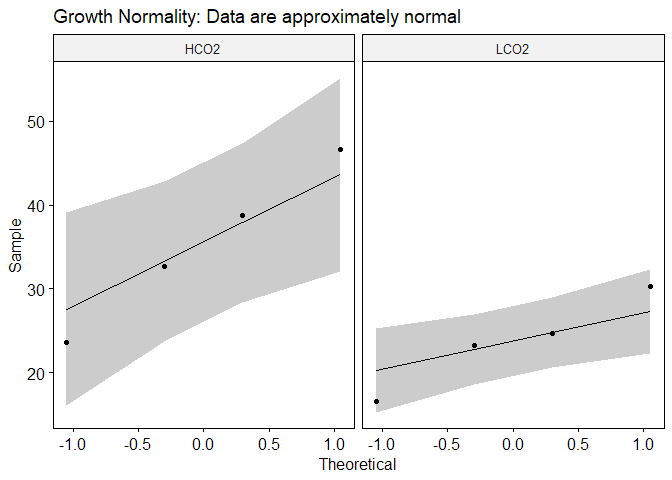 Growth Normality: Data are approximately normal
HCO2
LCO2
50
40
30
20
Sample
-1.0 -0.5 0.0 0.5 1.0
-1.0 -0.5 0.0 0.5 1.0
Theoretical